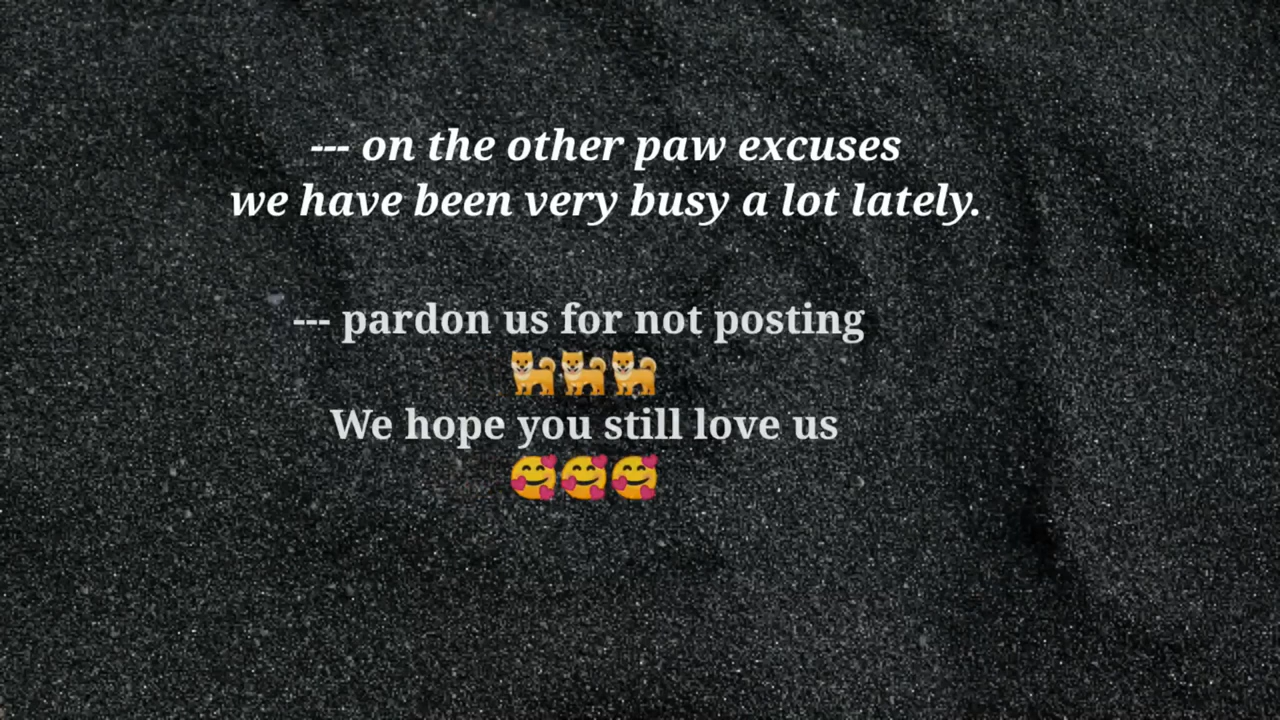 --- on the other paw excuses
we have been very busy a lot lately.
--- pardon us for not posting
🐕🐕🐕
We hope you still love us
🥰🥰🥰